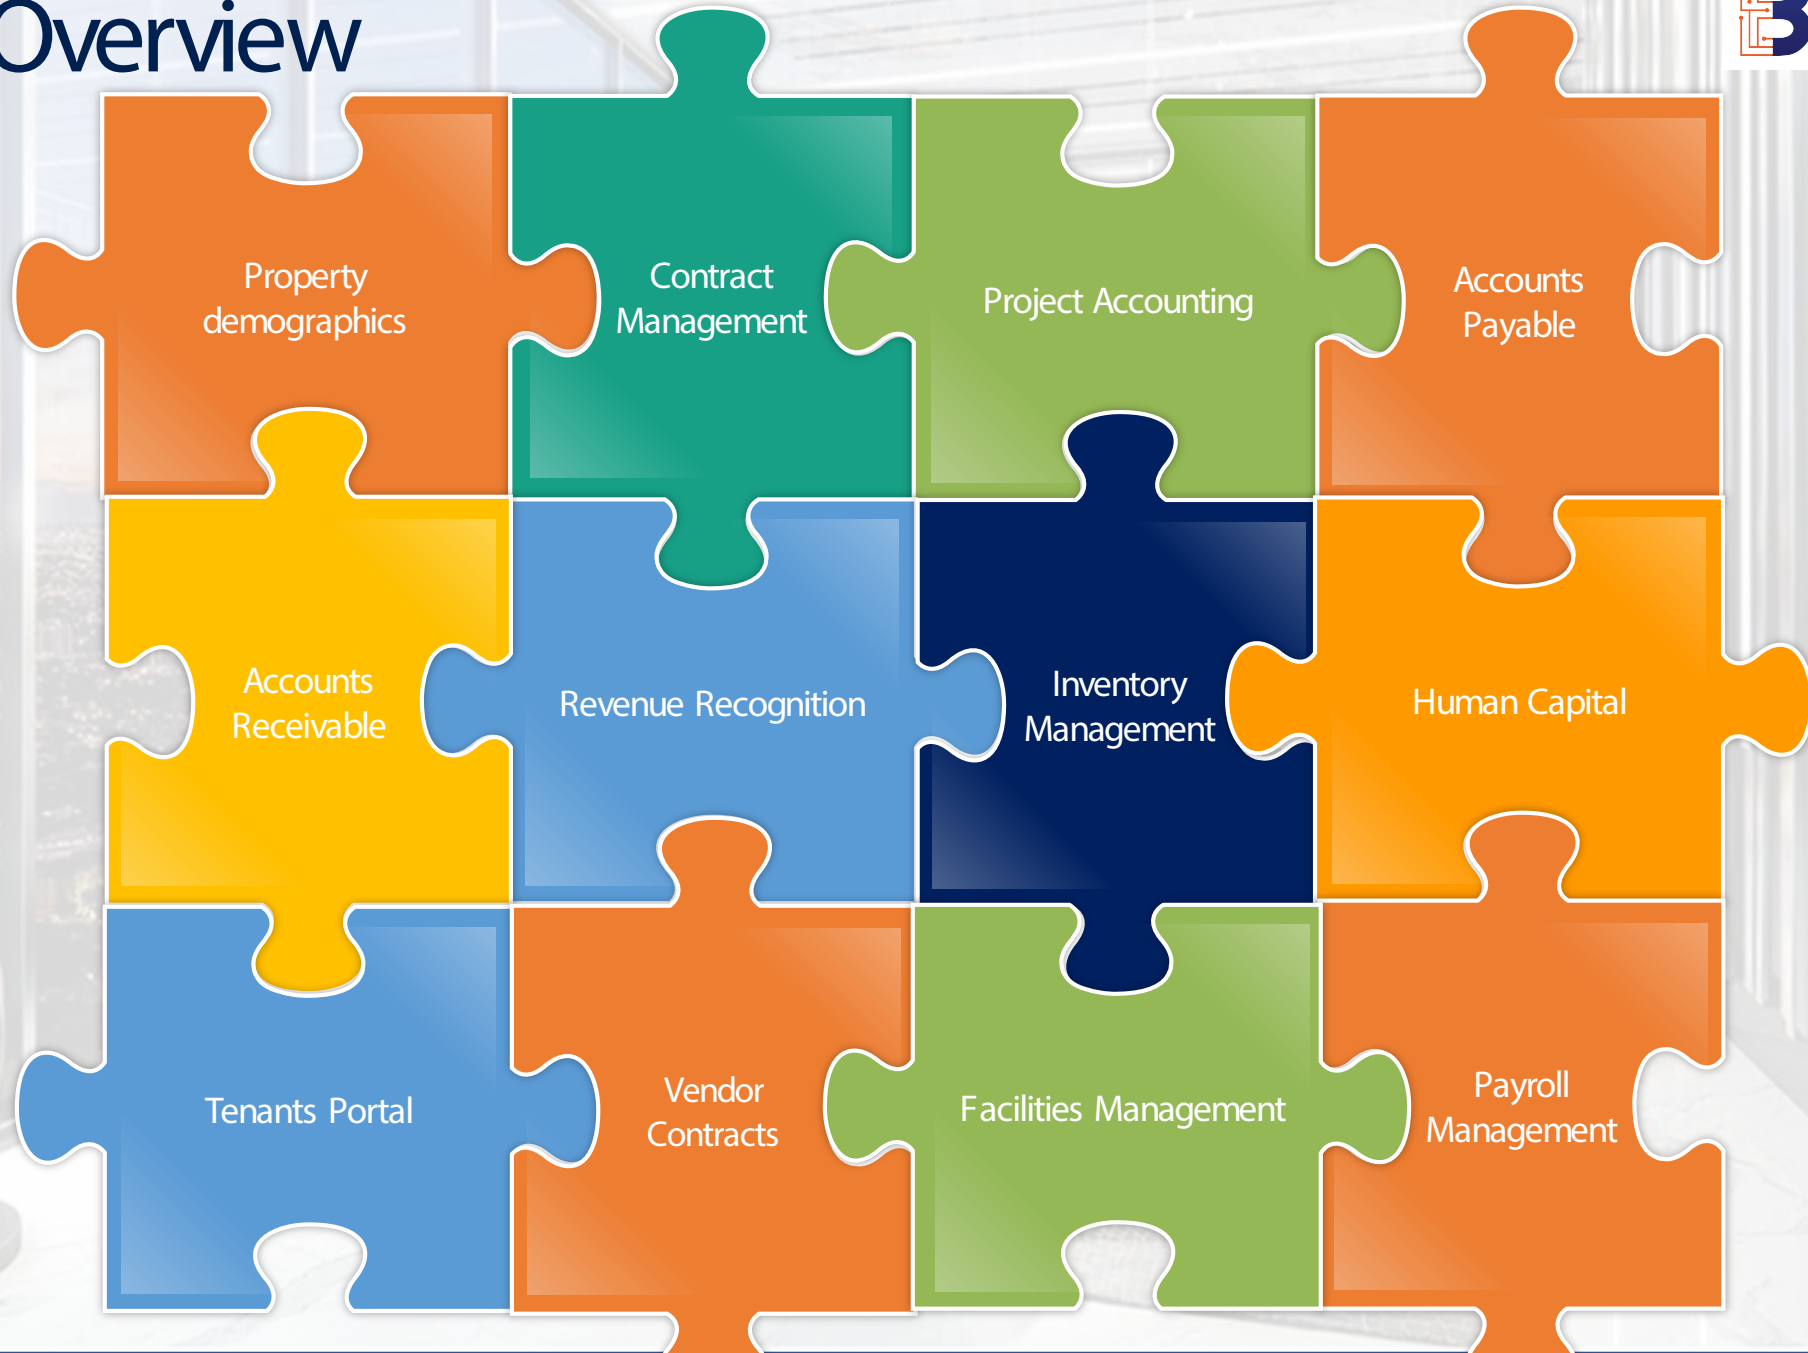 Overview
Property
demographics
Contract
Management
Project Accounting
Accounts
Payable
Accounts
Receivable
Revenue Recognition
Inventory
Management
Human Capital
Tenants Portal
Vendor
Contracts
Facilities Management
Payroll
Management